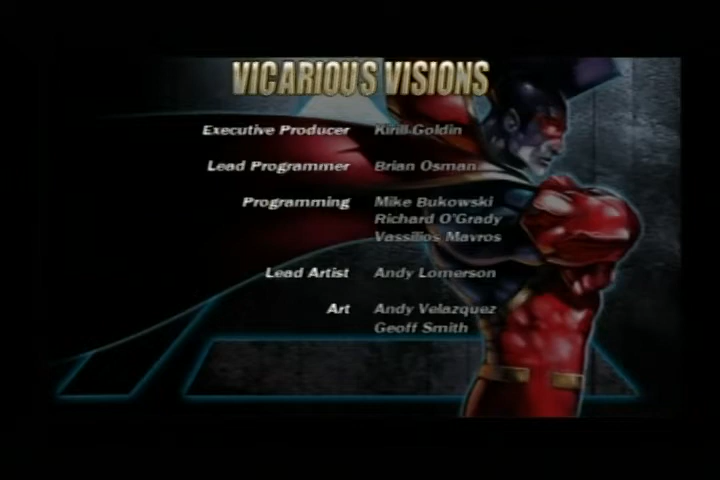 VICARIOUS VISIONS
Executive Producer Kirill Goldin
Lead Programmer Brian Osman
Programming Mike Bukowski
Richard O'Grady
Vassilios Mavros
Lead Artist Andy Lomerson
Art Andy Velazquez
Geoff Smith